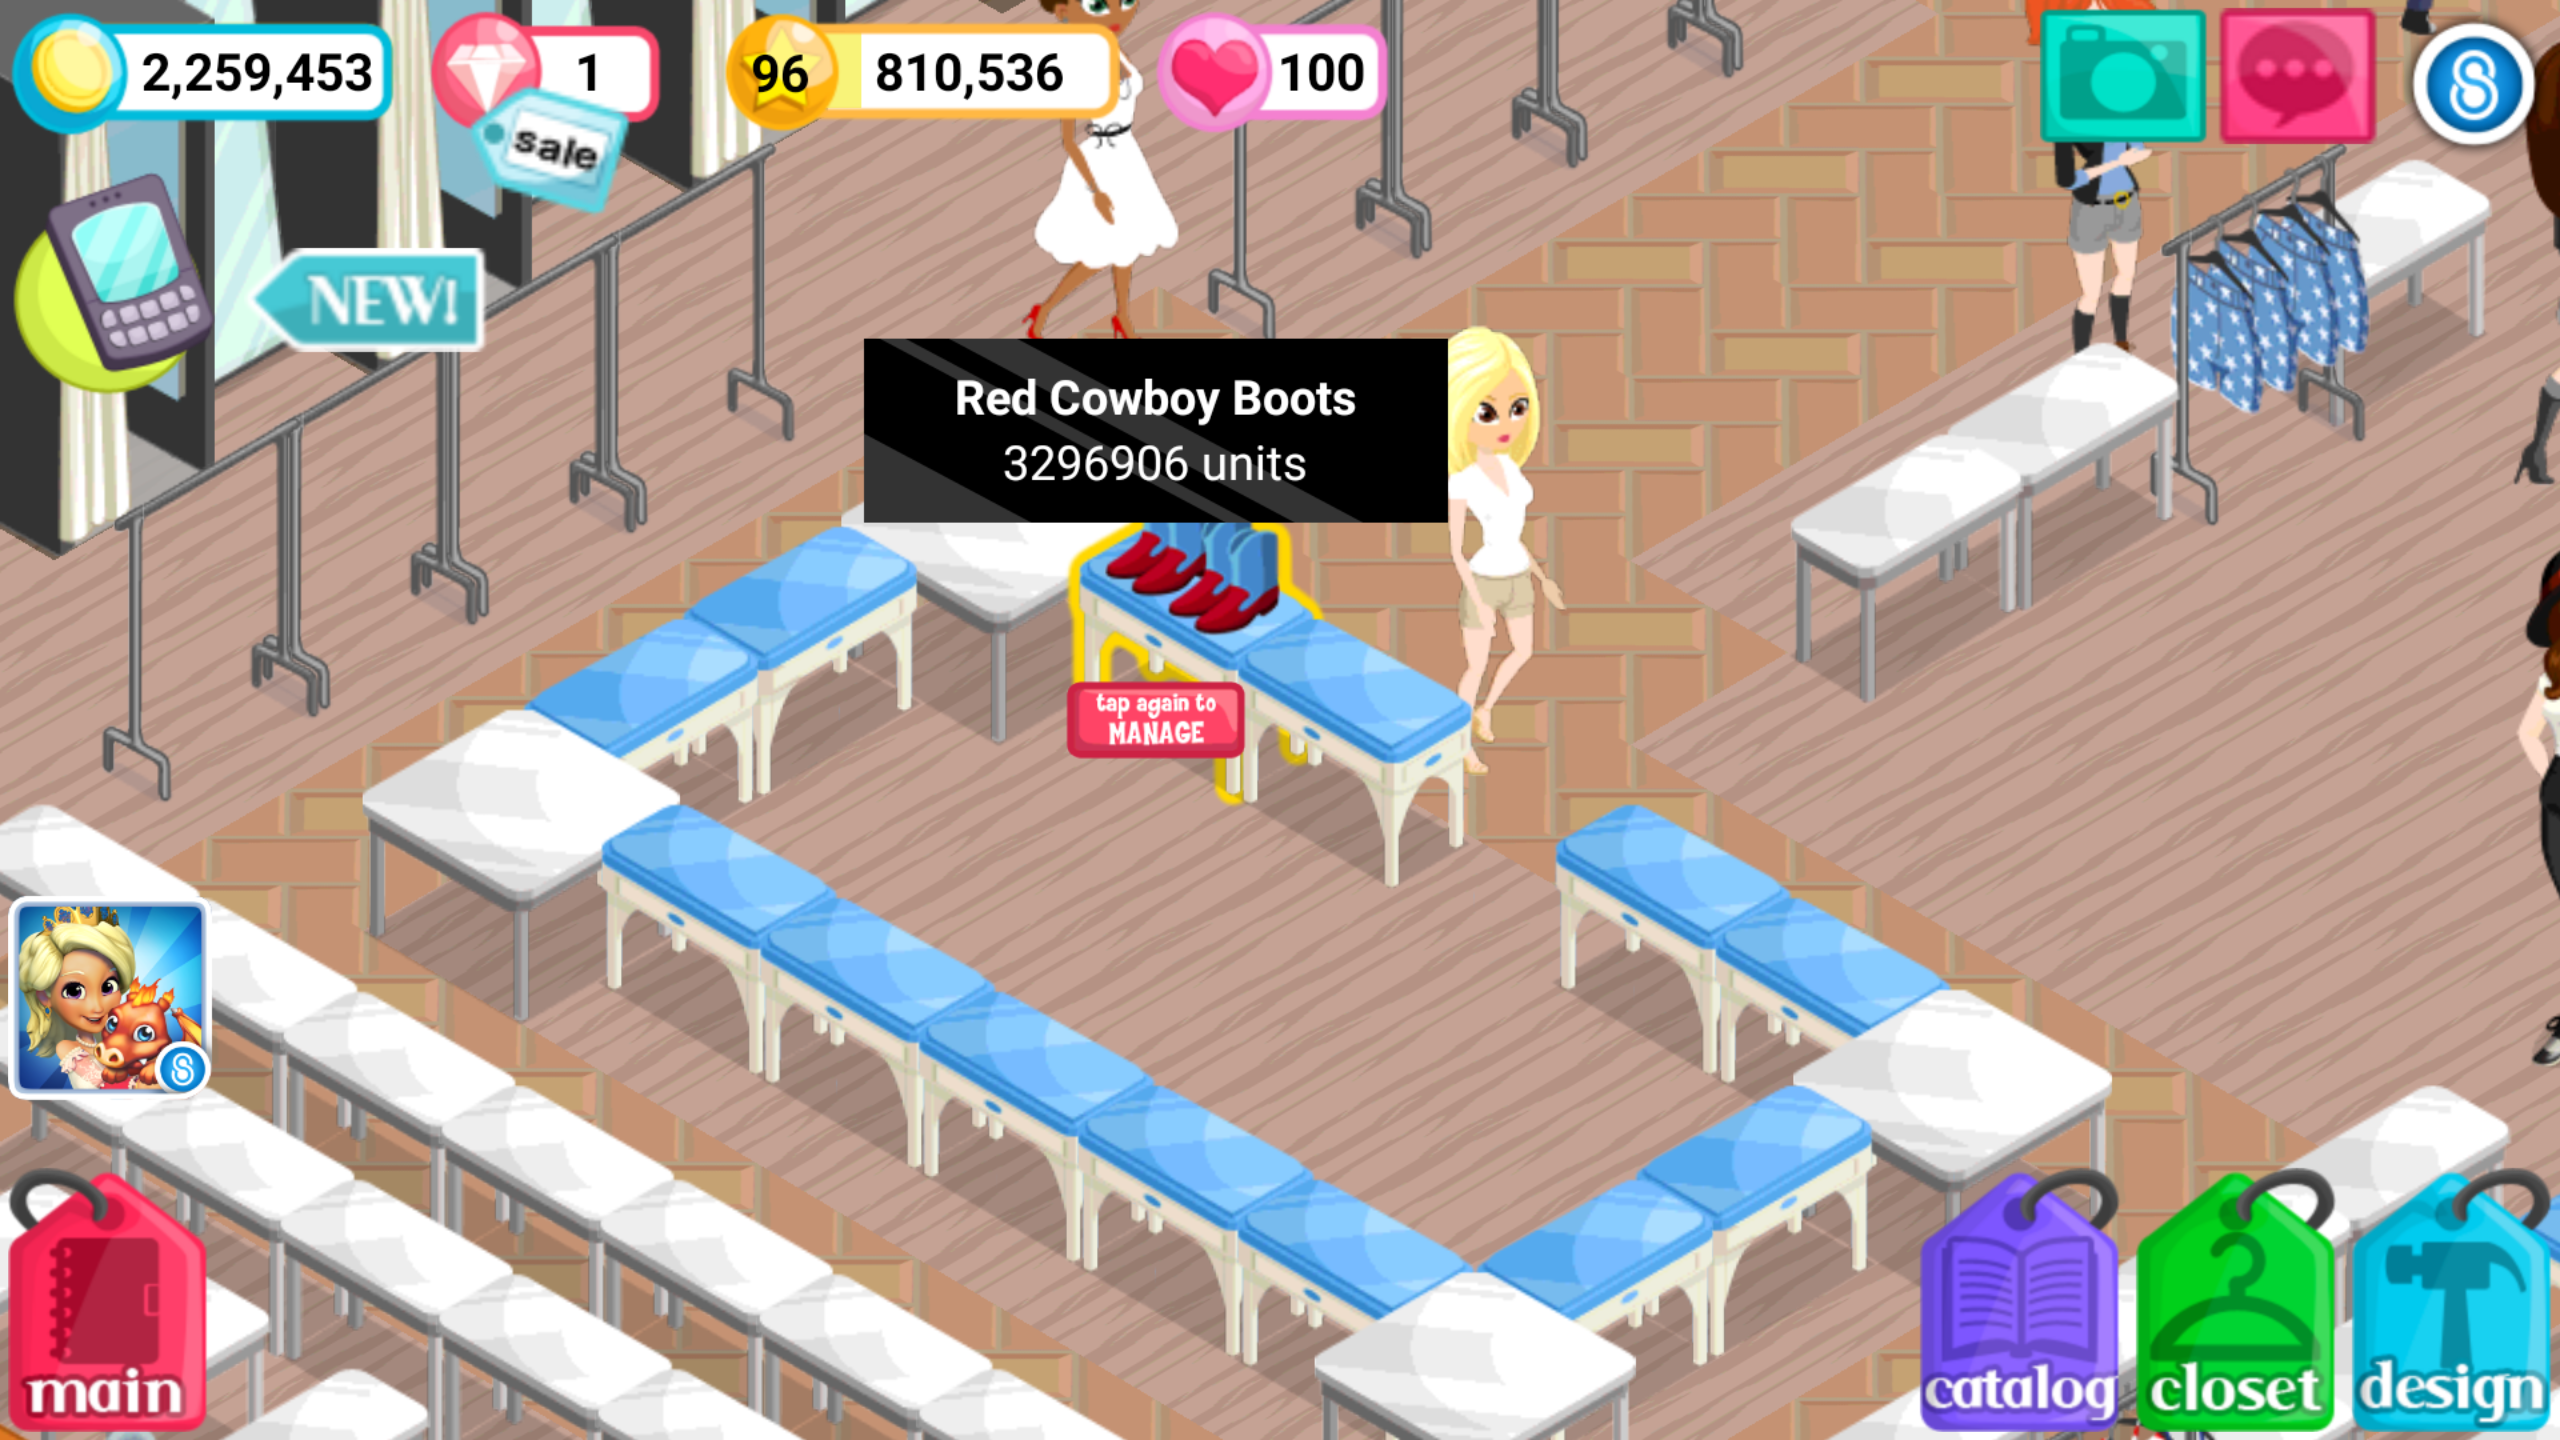 2,259,453
1
96
810,536
100
sale
NEW!
Red Cowboy Boots
3296906 units
tap again to
MANAGE
main
catalog
closet
design